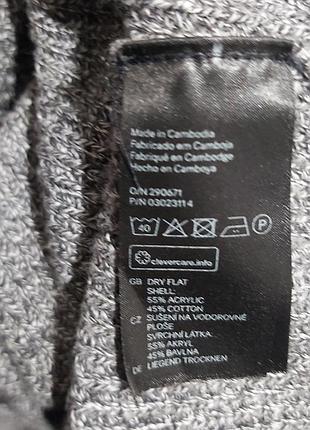 Made in Cambodia
Fabricado em Camboja
Fabriqué en Cambodge
Hecho en Camboya
O/N 290671
P/N 03023114
40 P
clevercare.info
GB DRY FLAT
SHELL:
55% ACRYLIC
45% COTTON
CZ SUŠENÍ NA VODOROVNÉ
PLOŠE
SVRCHNÍ LÁTKA:
55% AKRYL
45% BAVLNA
DE LIEGEND TROCKNEN